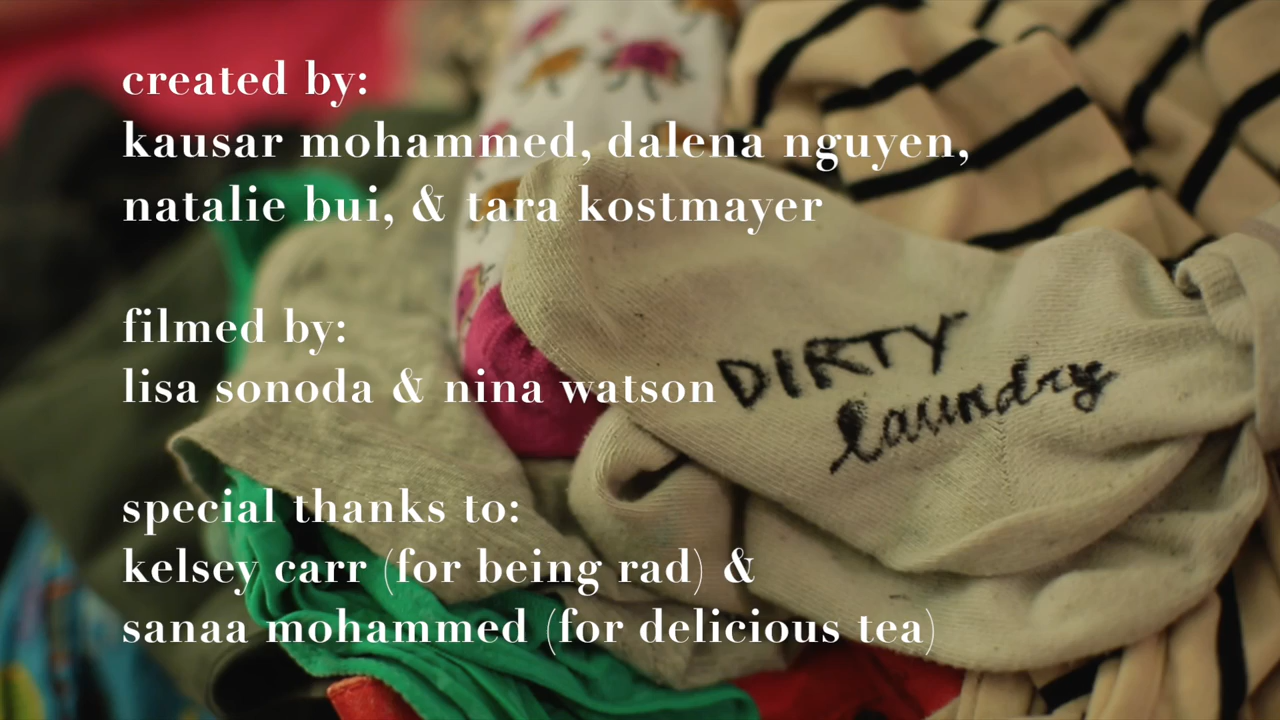 created by:
kausar mohammed, dalena nguyen,
natalie bui, & tara kostmayer
filmed by:
lisa sonoda & nina watson
special thanks to:
kelsey carr (for being rad) &
sanaa mohammed (for delicious tea)
DIRTY
laundry